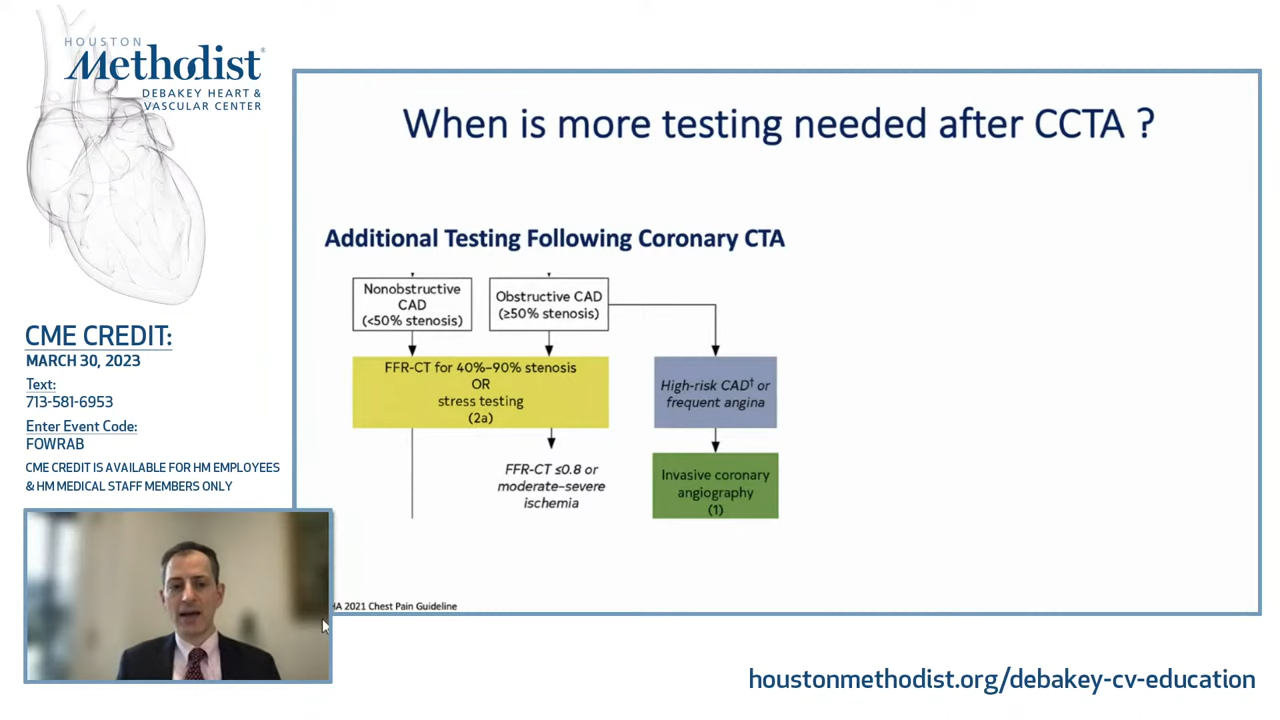 HOUSTON
Methodist®
DEBAKEY HEART &
VASCULAR CENTER
CME CREDIT:
MARCH 30, 2023
Text:
713-581-6953
Enter Event Code:
FOWRAB
CME CREDIT IS AVAILABLE FOR HM EMPLOYEES
& HM MEDICAL STAFF MEMBERS ONLY
When is more testing needed after CCTA ?
Additional Testing Following Coronary CTA
Nonobstructive
CAD
(<50% stenosis)
Obstructive CAD
(≥50% stenosis)
FFR-CT for 40%–90% stenosis
OR
stress testing
(2a)
High-risk CAD† or
frequent angina
FFR-CT ≤0.8 or
moderate–severe
ischemia
Invasive coronary
angiography
(1)
HA 2021 Chest Pain Guideline
houstonmethodist.org/debakey-cv-education